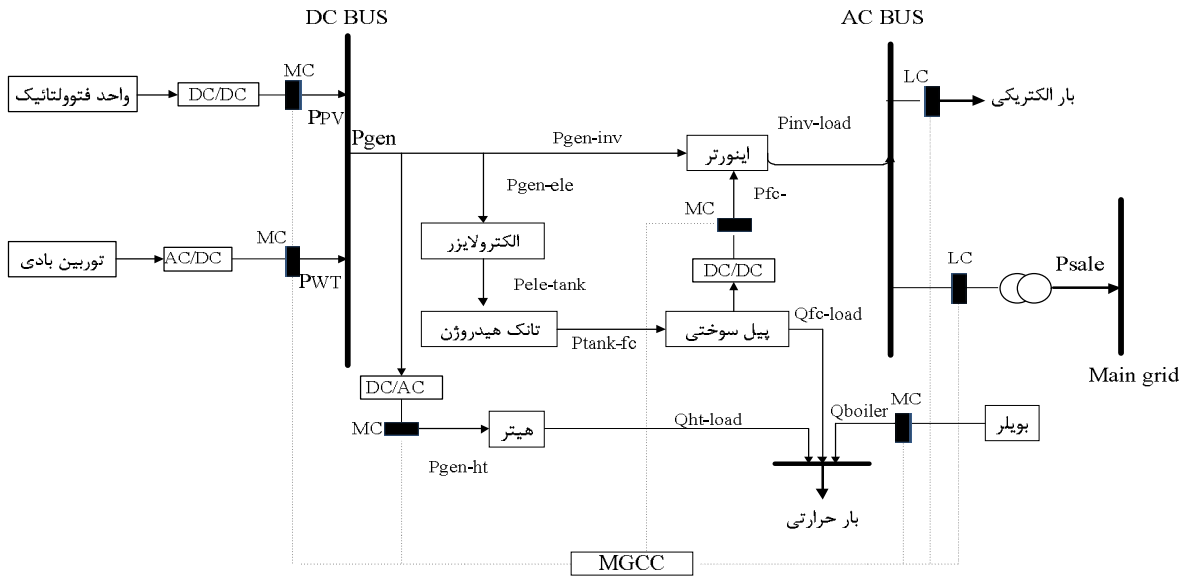 DC BUS
AC BUS
MC
LC
واحد فتوولتائیک
DC/DC
بار الکتریکی
PPV
Pgen
Pgen-inv
Pinv-load
اینورتر
Pgen-ele
Pfc-
MC
MC
الکترولایزر
توربین بادی
AC/DC
LC
Psale
PWT
DC/DC
Pele-tank
تانک هیدروژن
Ptank-fc
پیل سوختی
Qfc-load
Main grid
DC/AC
MC
Qboiler
MC
هیتر
Qht-load
بویلر
Pgen-ht
بار حرارتی
MGCC